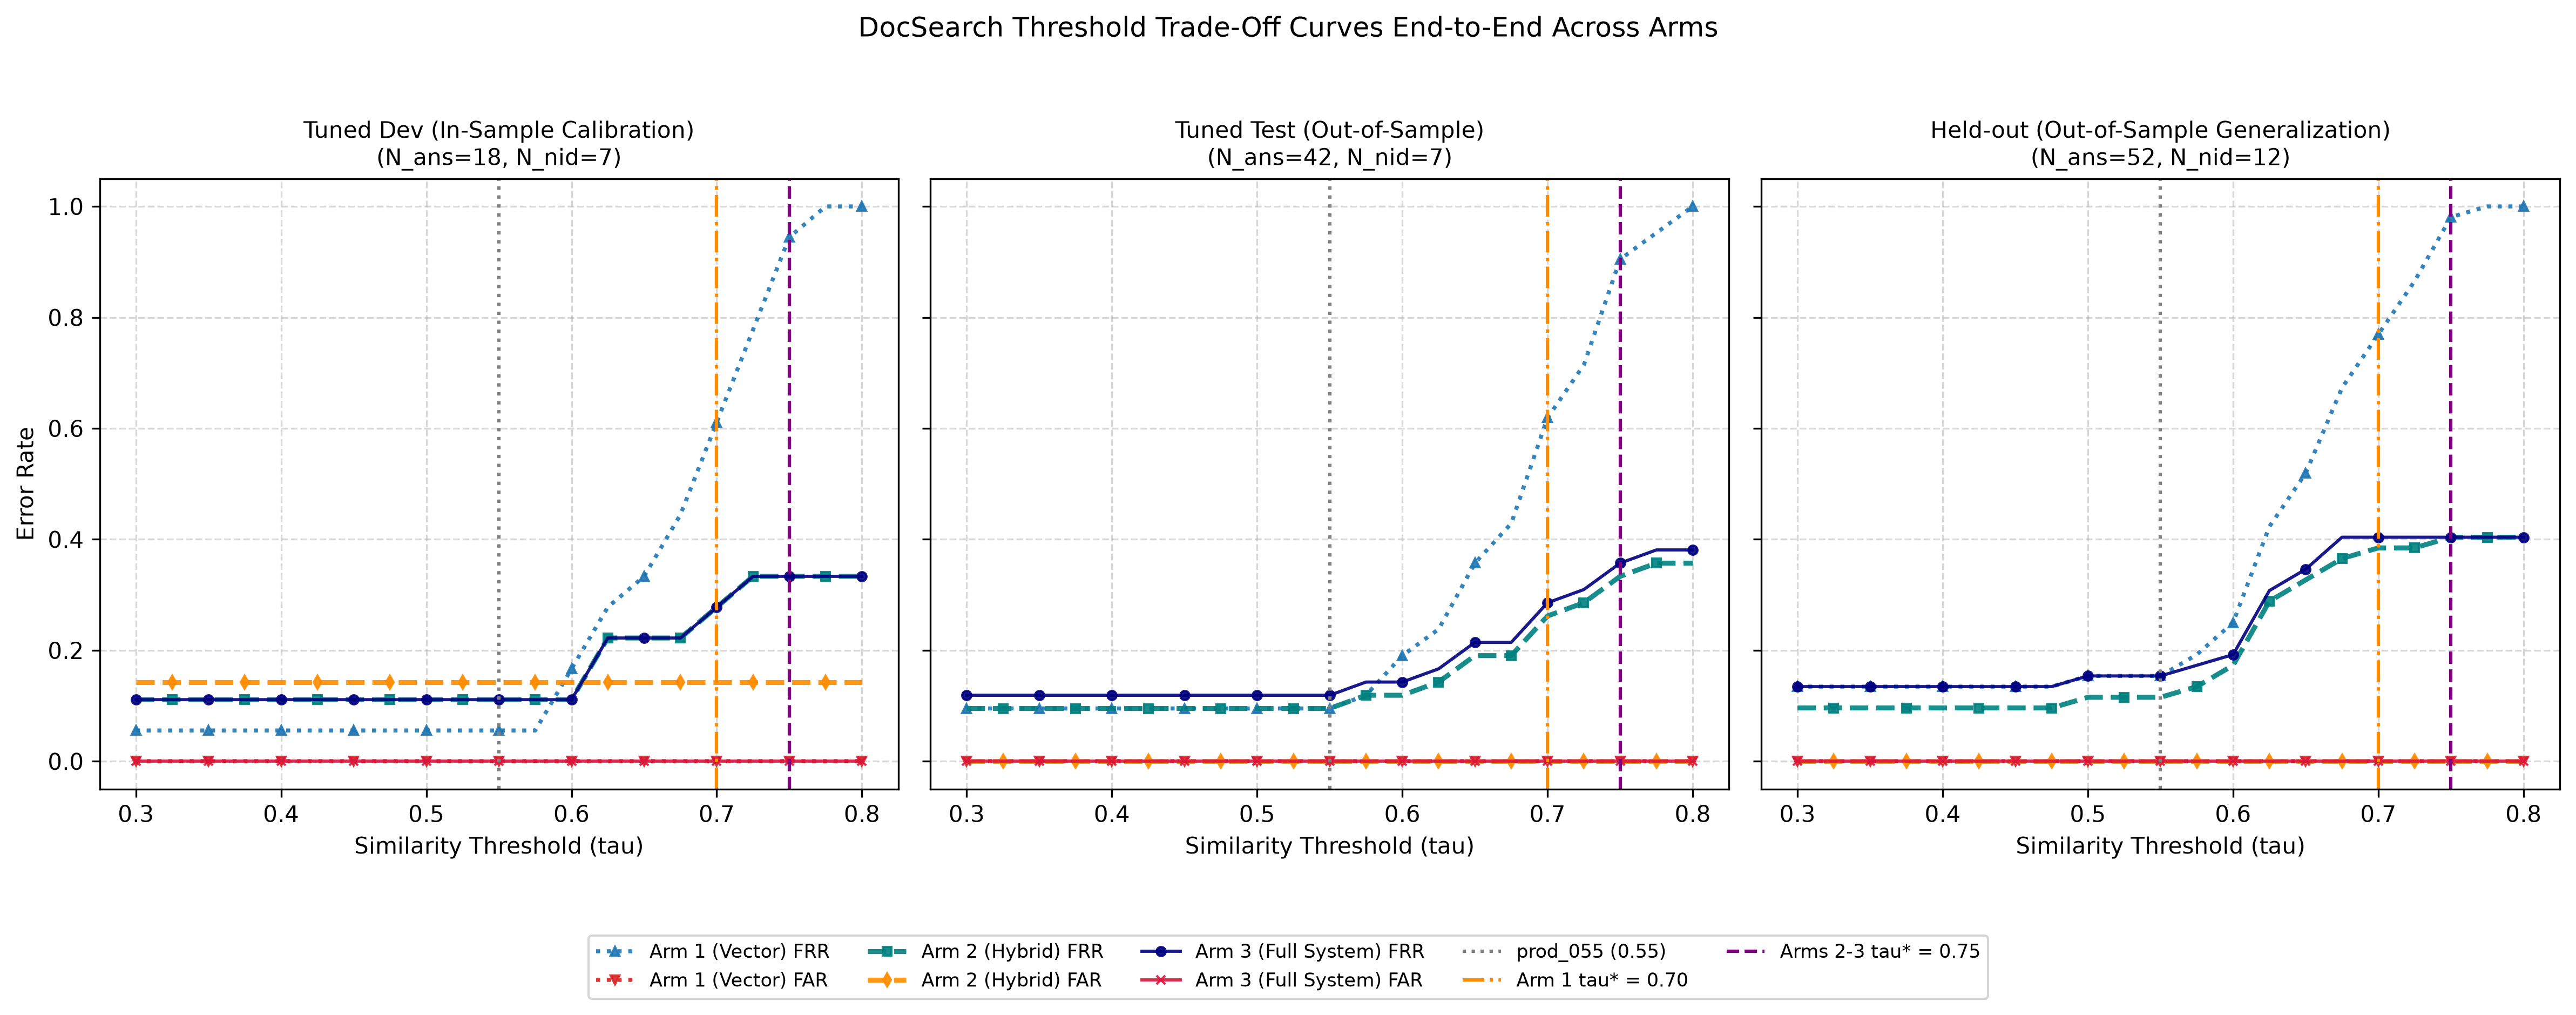 DocSearch Threshold Trade-Off Curves End-to-End Across Arms
Tuned Dev (In-Sample Calibration)
(N_ans=18, N_nid=7)
Tuned Test (Out-of-Sample)
(N_ans=42, N_nid=7)
Held-out (Out-of-Sample Generalization)
(N_ans=52, N_nid=12)
Error Rate
1.0
0.8
0.6
0.4
0.2
0.0
0.3 0.4 0.5 0.6 0.7 0.8
0.3 0.4 0.5 0.6 0.7 0.8
0.3 0.4 0.5 0.6 0.7 0.8
Similarity Threshold (tau)
Similarity Threshold (tau)
Similarity Threshold (tau)
Arm 1 (Vector) FRR
Arm 1 (Vector) FAR
Arm 2 (Hybrid) FRR
Arm 2 (Hybrid) FAR
Arm 3 (Full System) FRR
Arm 3 (Full System) FAR
prod_055 (0.55)
Arm 1 tau* = 0.70
Arms 2-3 tau* = 0.75